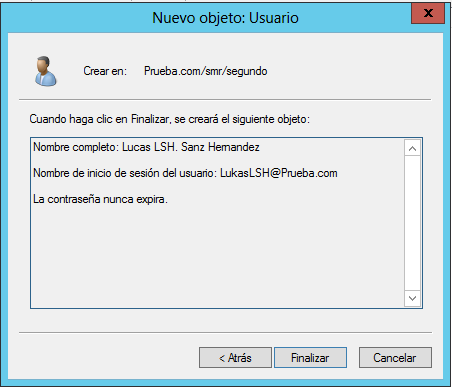 Nuevo objeto: Usuario
x
Crear en: Prueba.com/smr/segundo
Cuando haga clic en Finalizar, se creará el siguiente objeto:
Nombre completo: Lucas LSH. Sanz Hernandez
Nombre de inicio de sesión del usuario: LukasLSH@Prueba.com
La contraseña nunca expira.
< Atrás Finalizar Cancelar